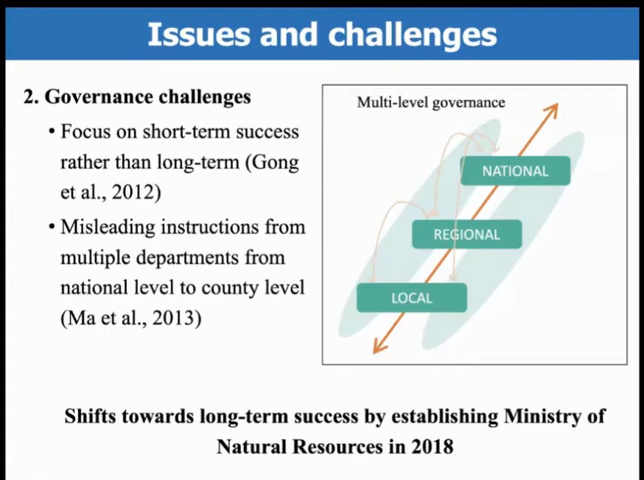 Issues and challenges
2. Governance challenges
• Focus on short-term success
rather than long-term (Gong
et al., 2012)
• Misleading instructions from
multiple departments from
national level to county level
(Ma et al., 2013)
Multi-level governance
NATIONAL
REGIONAL
LOCAL
Shifts towards long-term success by establishing Ministry of
Natural Resources in 2018